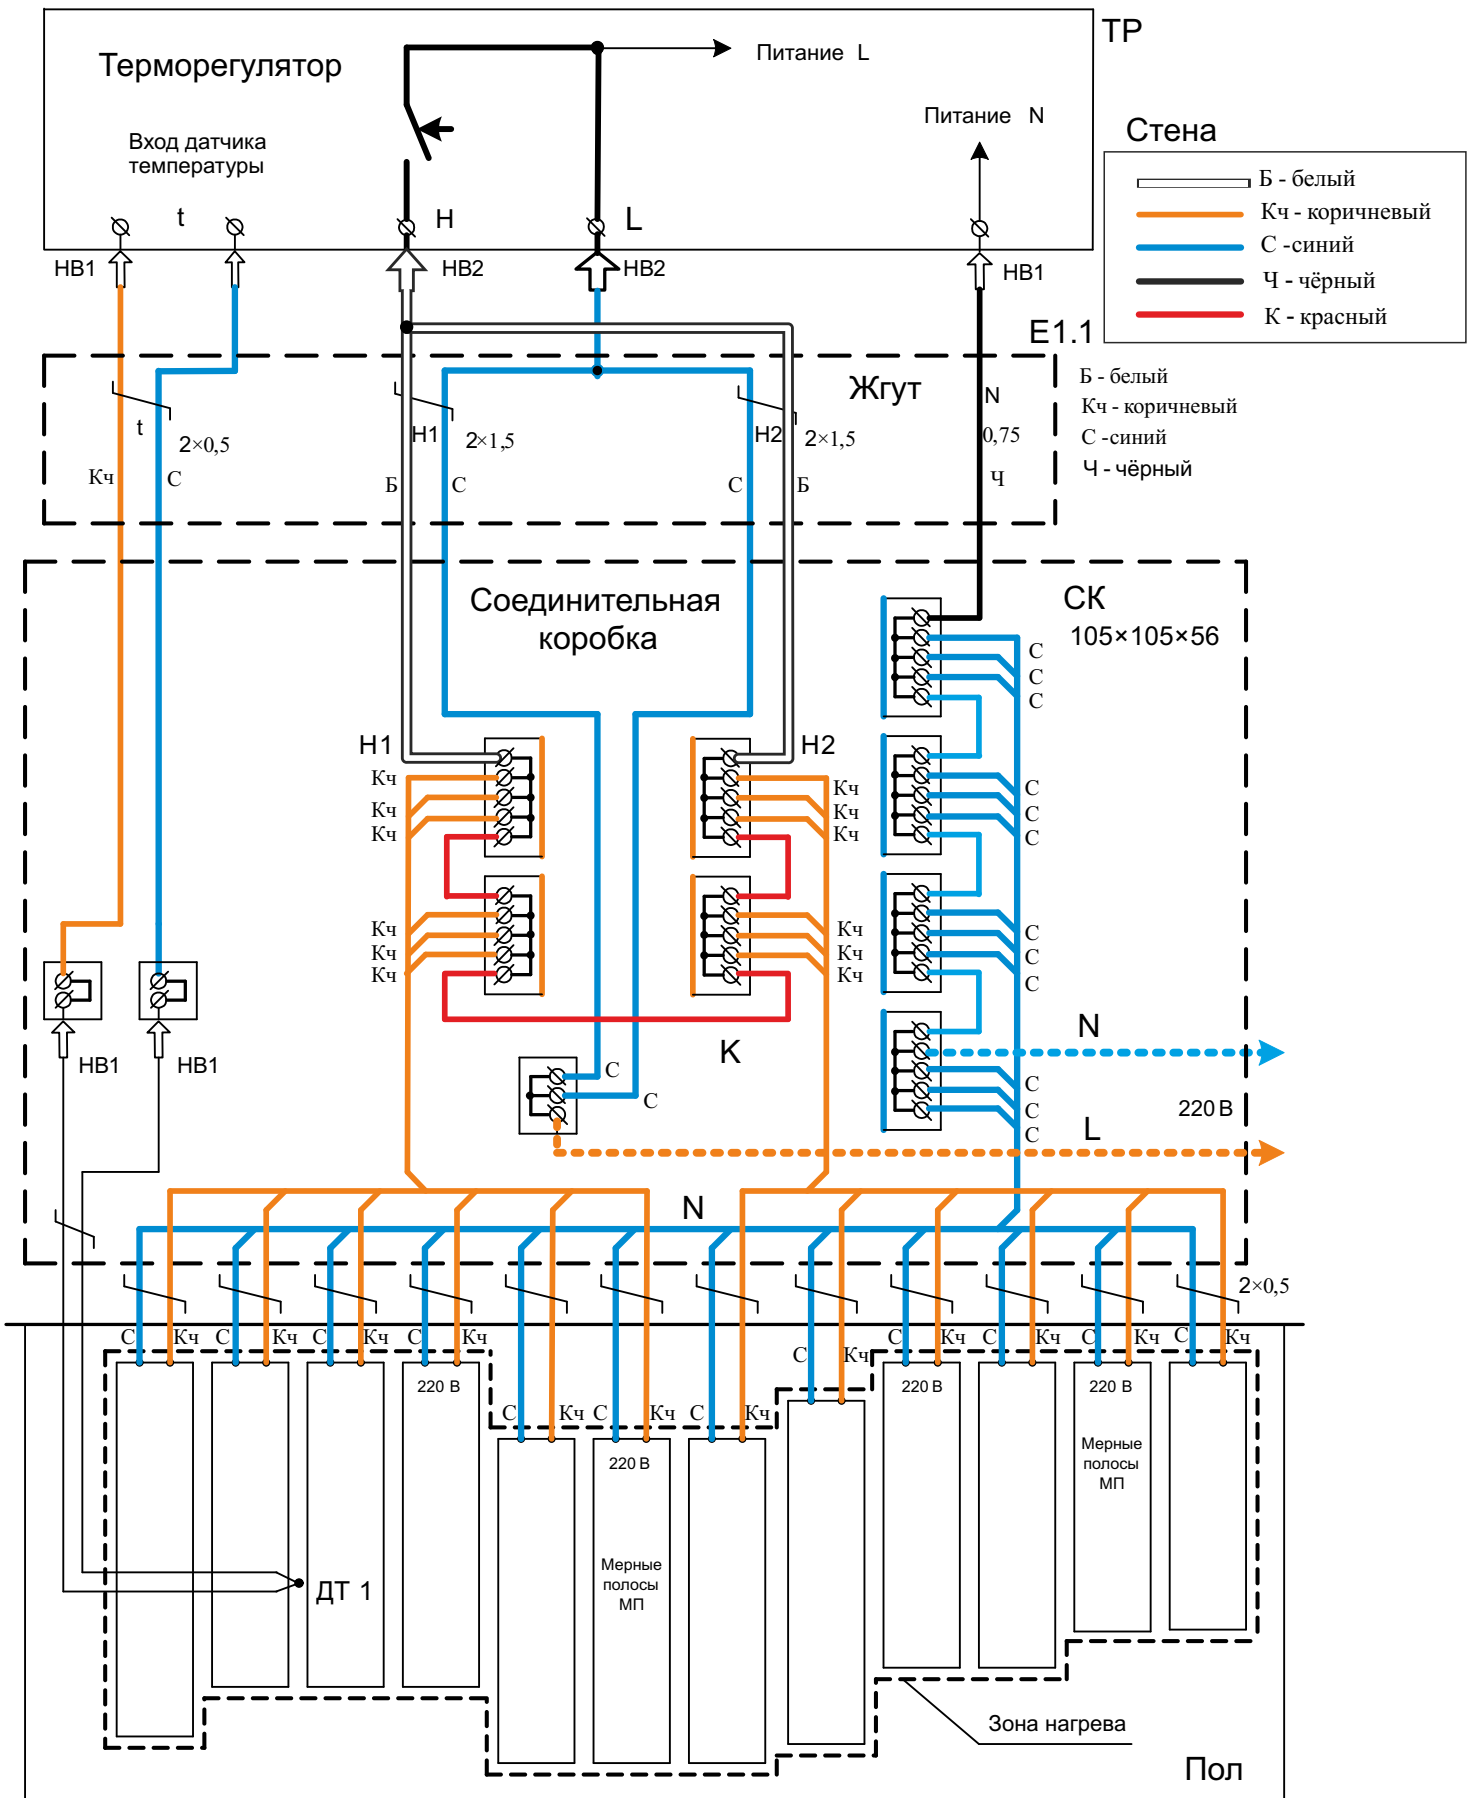 ТР
Терморегулятор
Питание L
Питание N
Вход датчика
температуры
t
H
L
НВ1
НВ2
НВ2
НВ1
Стена
Б - белый
Кч - коричневый
С -синий
Ч - чёрный
К - красный
Е1.1
Б - белый
Кч - коричневый
С -синий
Ч - чёрный
Жгут
t
2×0,5
H1
2×1,5
H2
2×1,5
N
0,75
Кч
С
Б
С
С
Б
Ч
Соединительная
коробка
СК
105×105×56
С
С
С
H1
H2
Кч
Кч
Кч
Кч
Кч
Кч
С
С
С
Кч
Кч
Кч
Кч
Кч
Кч
С
С
С
НВ1
НВ1
К
N
С
С
С
С
С
220 В
L
N
2×0,5
С
Кч
С
Кч
С
Кч
С
Кч
С
Кч
С
Кч
С
Кч
С
Кч
С
Кч
С
Кч
С
Кч
С
Кч
220 В
220 В
220 В
220 В
Мерные
полосы
МП
Мерные
полосы
МП
ДТ 1
Зона нагрева
Пол